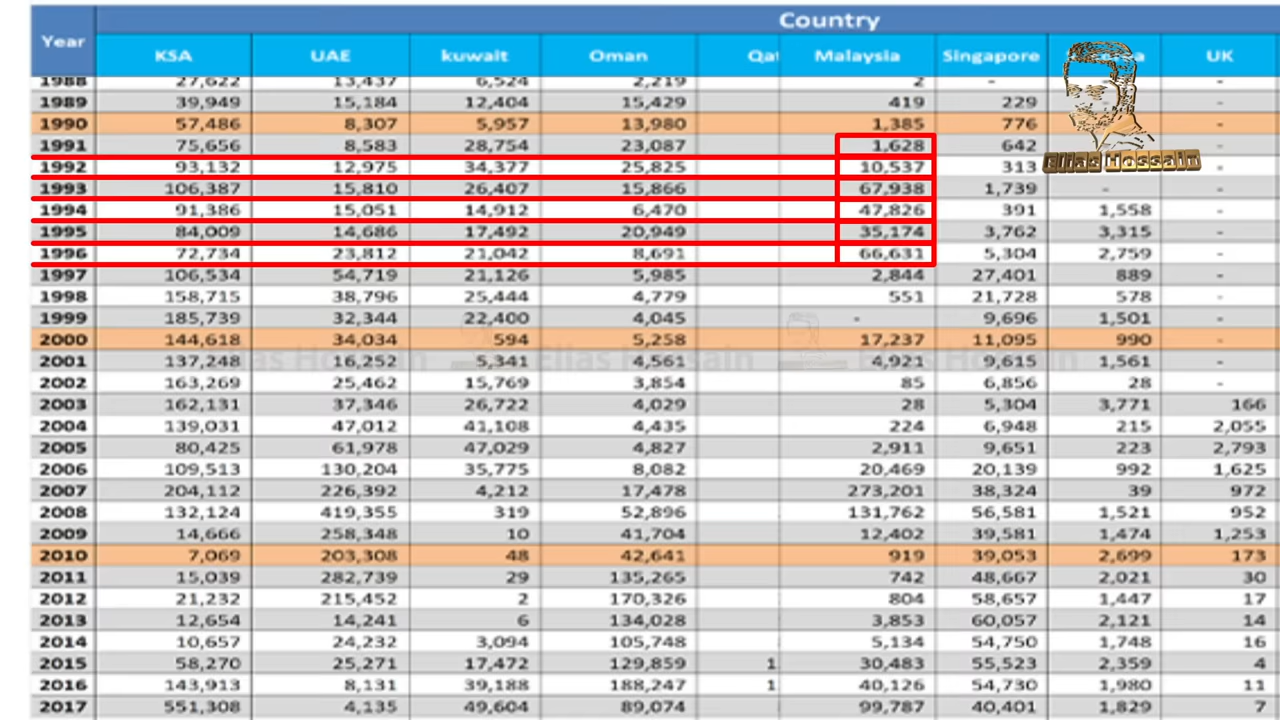 Country
Year KSA UAE kuwait Oman Qat Malaysia Singapore UK
1988 27,622 13,437 6,524 2,219 2 -
1989 39,949 15,184 12,404 15,429 419 229 -
1990 57,486 8,307 5,957 13,980 1,385 776 -
1991 75,656 8,583 28,754 23,087 1,628 642 -
Elias Hossain
1992 93,132 12,975 34,377 25,825 10,537 313 -
1993 106,387 15,810 26,407 15,866 67,938 1,739 - -
1994 91,386 15,051 14,912 6,470 47,826 391 1,558 -
1995 84,009 14,686 17,492 20,949 35,174 3,762 3,315 -
1996 72,734 23,812 21,042 8,691 66,631 5,304 2,759 -
1997 106,534 54,719 21,126 5,985 2,844 27,401 889 -
1998 158,715 38,796 25,444 4,779 551 21,728 578 -
1999 185,739 32,344 22,400 4,045 - 9,696 1,501 -
2000 144,618 34,034 594 5,258 17,237 11,095 990 -
Elias Hossain Elias Hossain Elias Hossain
2001 137,248 16,252 5,341 4,561 4,921 9,615 1,561 -
2002 163,269 25,462 15,769 3,854 85 6,856 28 -
2003 162,131 37,346 26,722 4,029 28 5,304 3,771 166
2004 139,031 47,012 41,108 4,435 224 6,948 215 2,055
2005 80,425 61,978 47,029 4,827 2,911 9,651 223 2,793
2006 109,513 130,204 35,775 8,082 20,469 20,139 992 1,625
2007 204,112 226,392 4,212 17,478 273,201 38,324 39 972
2008 132,124 419,355 319 52,896 131,762 56,581 1,521 952
2009 14,666 258,348 10 41,704 12,402 39,581 1,474 1,253
2010 7,069 203,308 48 42,641 919 39,053 2,699 173
2011 15,039 282,739 29 135,265 742 48,667 2,021 30
2012 21,232 215,452 2 170,326 804 58,657 1,447 17
2013 12,654 14,241 6 134,028 3,853 60,057 2,121 14
2014 10,657 24,232 3,094 105,748 5,134 54,750 1,748 16
2015 58,270 25,271 17,472 129,859 1 30,483 55,523 2,359 4
2016 143,913 8,131 39,188 188,247 1 40,126 54,730 1,980 11
2017 551,308 4,135 49,604 89,074 99,787 40,401 1,829 7